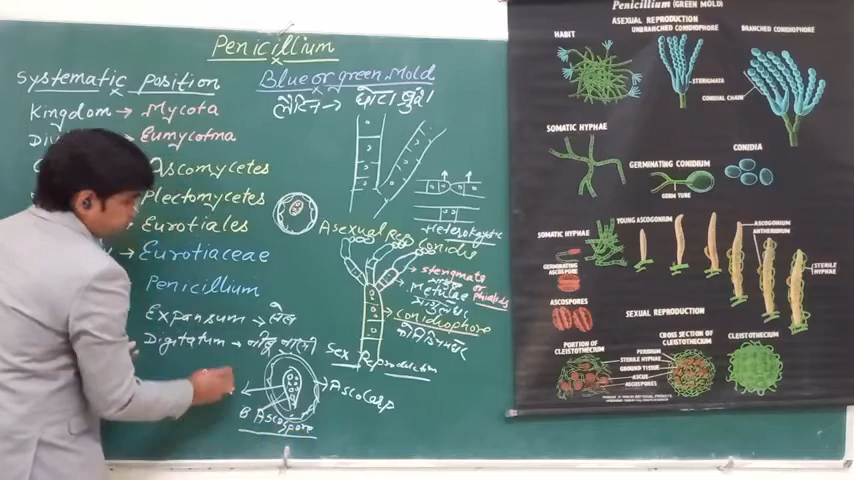 Penicillium
Systematic position
Blue or green Mold
Kingdom → Mycota
लैटिन →
Eumycotina
Ascomycetes
Plectomycetes
Eurotiales
→ Eurotiaceae
Penicillium
Expansum → सेब
Digitatum →
Asexual Rep
Conidia
Heterokaryotic
sterigmata
or phialids
Metulae
conidiophore
Sex Reproduction
Ascocarp
8 Ascospore
Penicillium (GREEN MOLD)
ASEXUAL REPRODUCTION
HABIT
UNBRANCHED CONIDIOPHORE
BRANCHED CONIDIOPHORE
STERIGMATA
CONIDIAL CHAIN
SOMATIC HYPHAE
GERMINATING CONIDIUM
CONIDIA
GERM TUBE
SOMATIC HYPHAE
YOUNG ASCOGONIUM
ASCOGONIUM
ANTHERIDIUM
GERMINATING ASCOSPORE
STERILE HYPHAE
ASCOSPORES
SEXUAL REPRODUCTION
PORTION OF CLEISTOTHECIUM
CROSS SECTION OF CLEISTOTHECIUM
CLEISTOTHECIUM
PERIDIUM
STERILE HYPHAE
GROUND TISSUE
ASCUS
ASCOSPORES